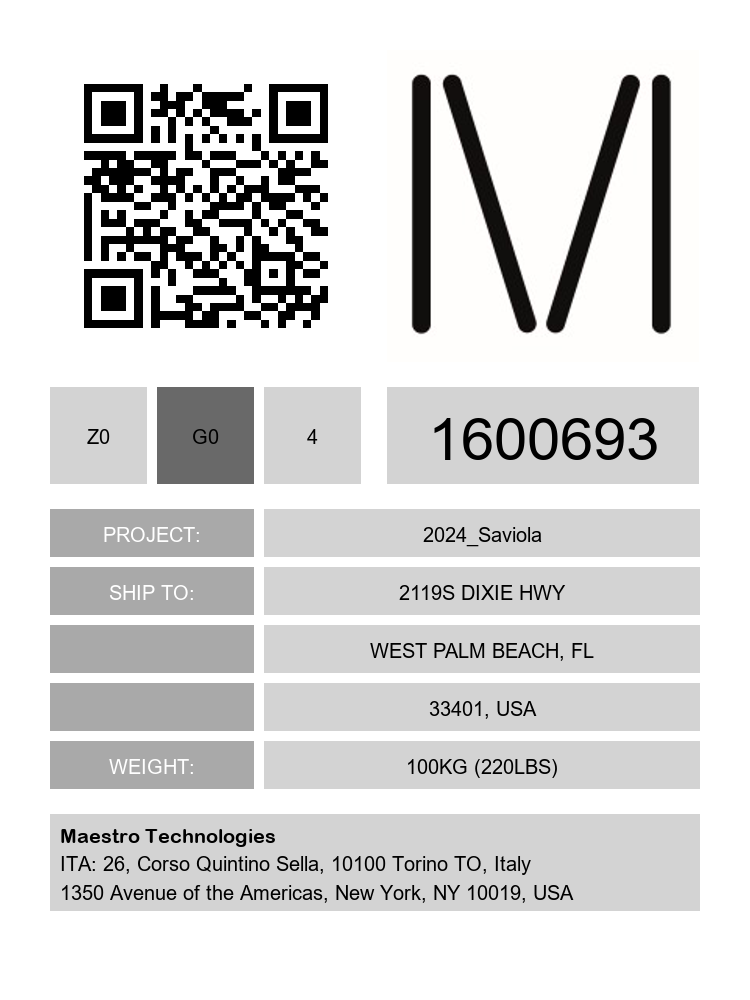 M
Z0 G0 4 1600693
PROJECT: 2024_Saviola
SHIP TO: 2119S DIXIE HWY
WEST PALM BEACH, FL
33401, USA
WEIGHT: 100KG (220LBS)
Maestro Technologies
ITA: 26, Corso Quintino Sella, 10100 Torino TO, Italy
1350 Avenue of the Americas, New York, NY 10019, USA